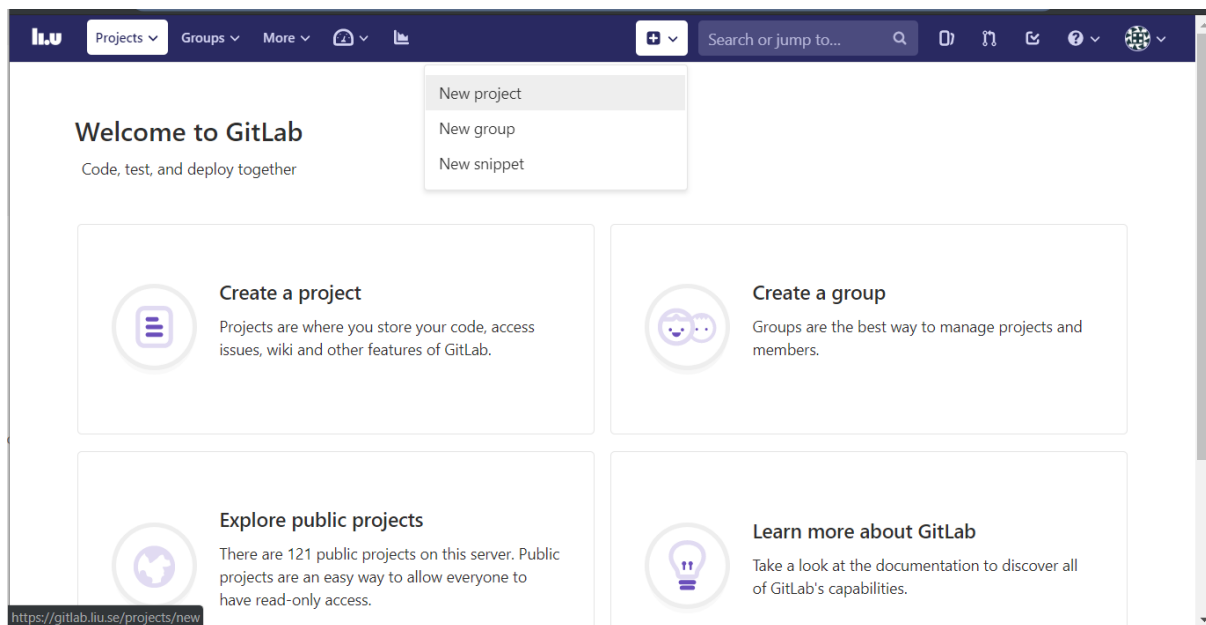 li.u Projects Groups More Search or jump to...
New project
New group
New snippet
Welcome to GitLab
Code, test, and deploy together
Create a project
Projects are where you store your code, access
issues, wiki and other features of GitLab.
Create a group
Groups are the best way to manage projects and
members.
Explore public projects
There are 121 public projects on this server. Public
projects are an easy way to allow everyone to
have read-only access.
Learn more about GitLab
Take a look at the documentation to discover all
of GitLab's capabilities.
https://gitlab.liu.se/projects/new